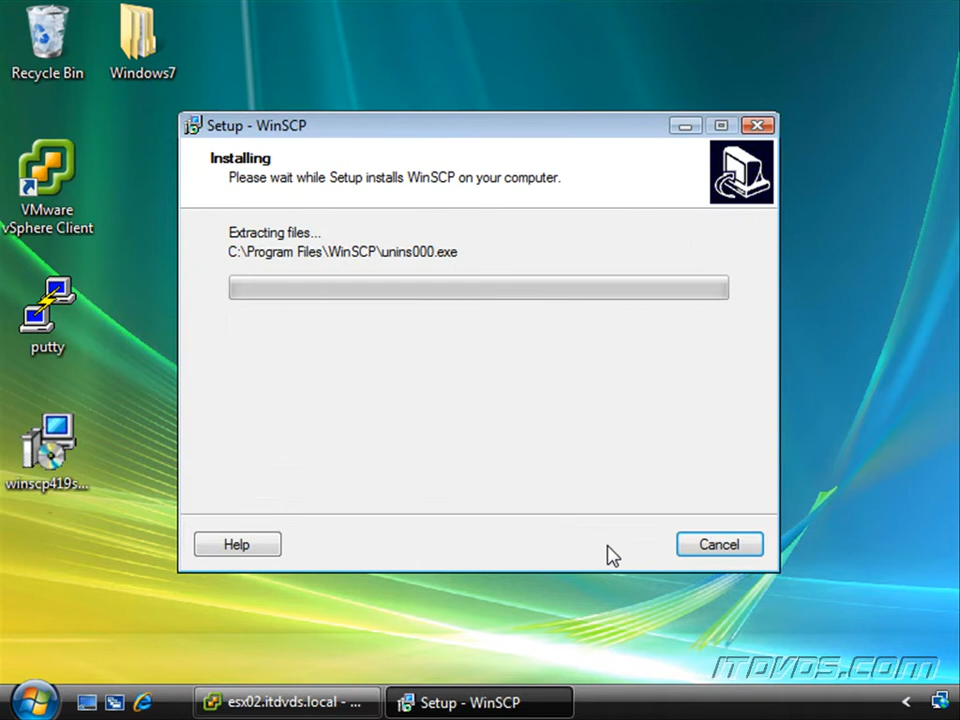 Recycle Bin
Windows7
VMware
vSphere Client
putty
winscp419s...
Setup - WinSCP
Installing
Please wait while Setup installs WinSCP on your computer.
Extracting files...
C:\Program Files\WinSCP\unins000.exe
Help
Cancel
ITDVDS.COM
esx02.itdvds.local - ...
Setup - WinSCP